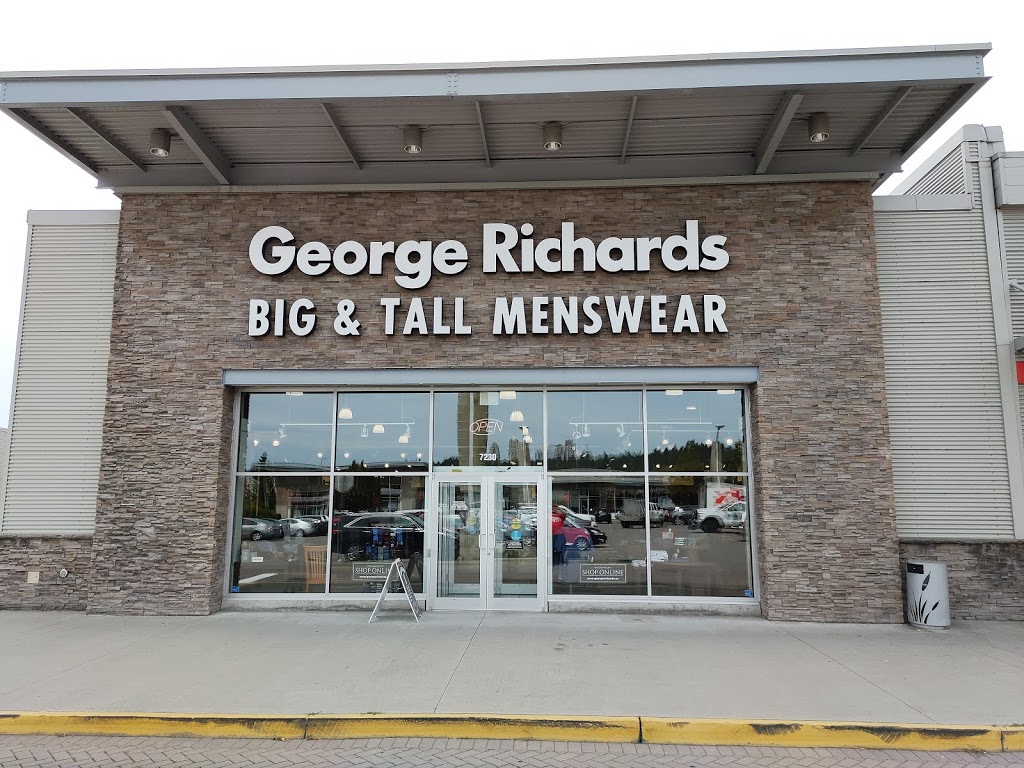 George Richards
BIG & TALL MENSWEAR
OPEN
7230
SHOP ONLINE
SHOP ONLINE